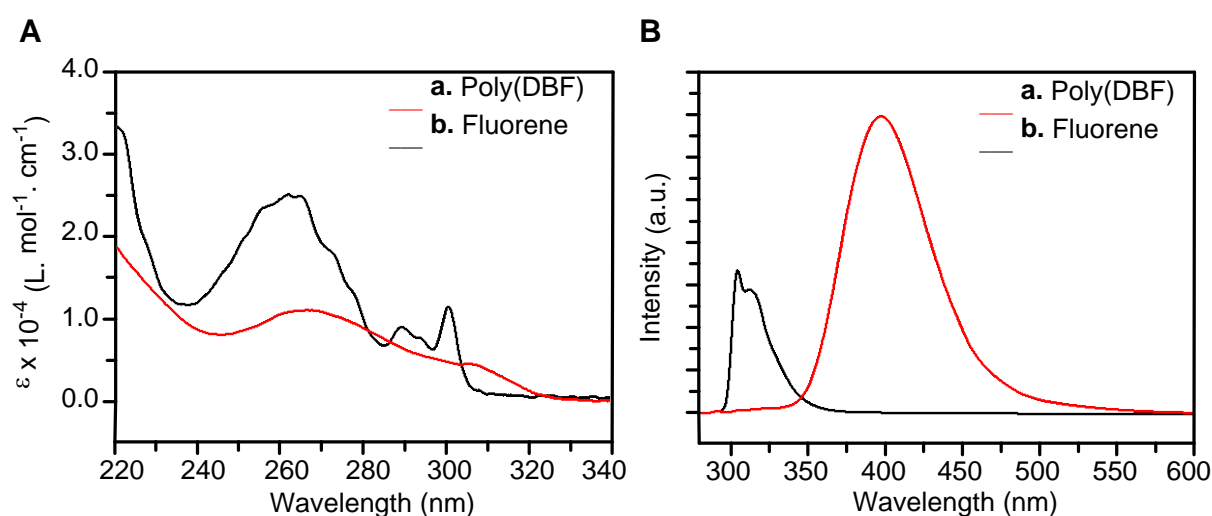 A
a. Poly(DBF)
b. Fluorene
ε x 10⁻⁴ (L. mol⁻¹. cm⁻¹)
4.0
3.0
2.0
1.0
0.0
220 240 260 280 300 320 340
Wavelength (nm)
B
a. Poly(DBF)
b. Fluorene
Intensity (a.u.)
300 350 400 450 500 550 600
Wavelength (nm)